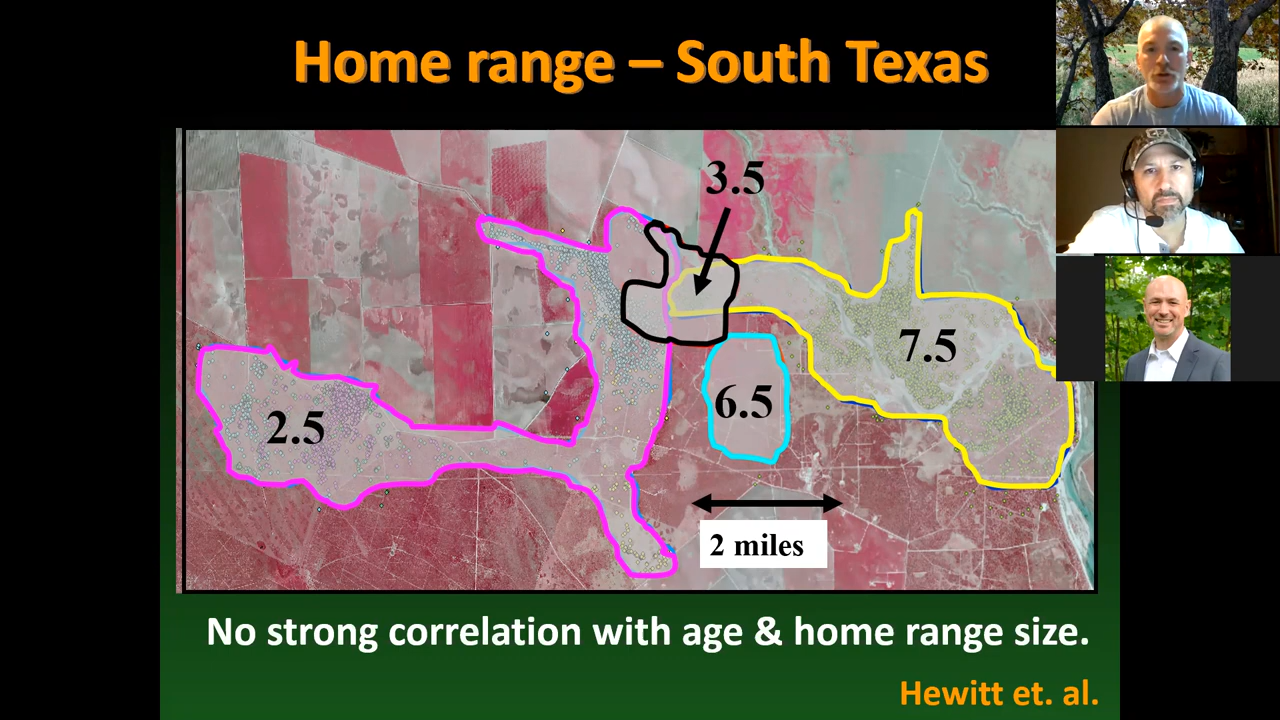 Home range – South Texas
3.5
7.5
6.5
2.5
2 miles
No strong correlation with age & home range size.
Hewitt et. al.